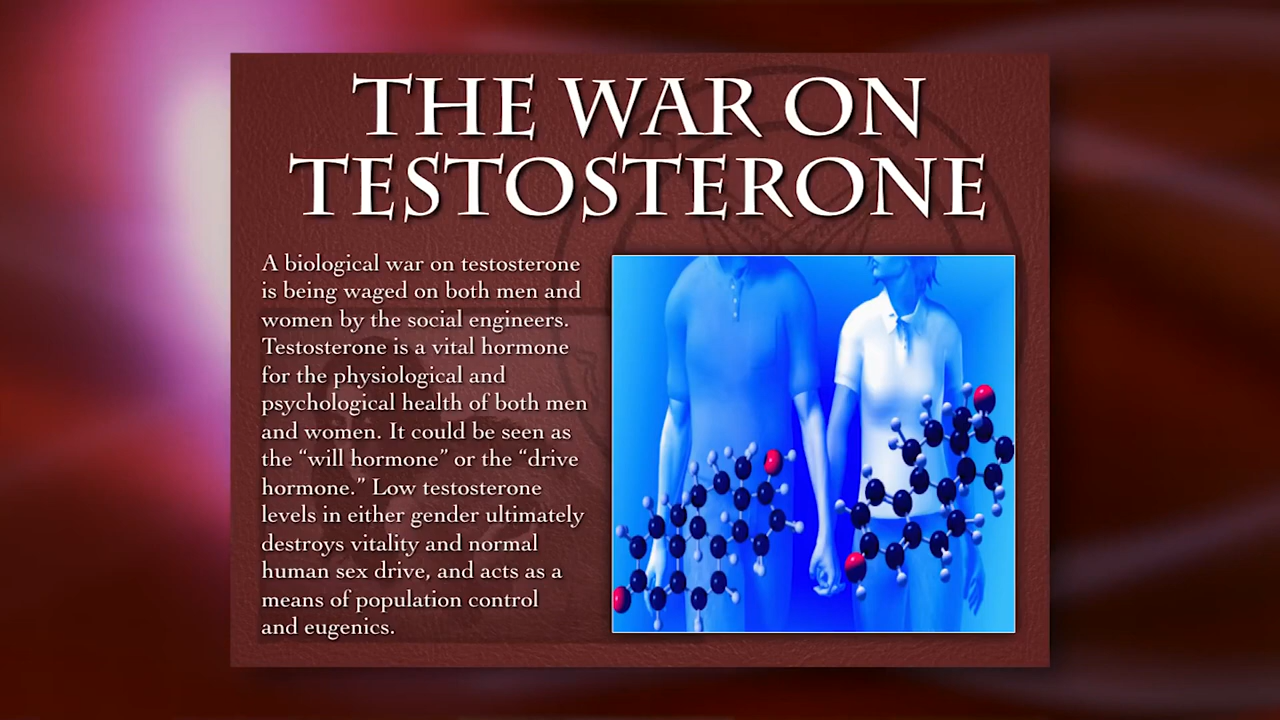 THE WAR ON
TESTOSTERONE
A biological war on testosterone
is being waged on both men and
women by the social engineers.
Testosterone is a vital hormone
for the physiological and
psychological health of both men
and women. It could be seen as
the “will hormone” or the “drive
hormone.” Low testosterone
levels in either gender ultimately
destroys vitality and normal
human sex drive, and acts as a
means of population control
and eugenics.